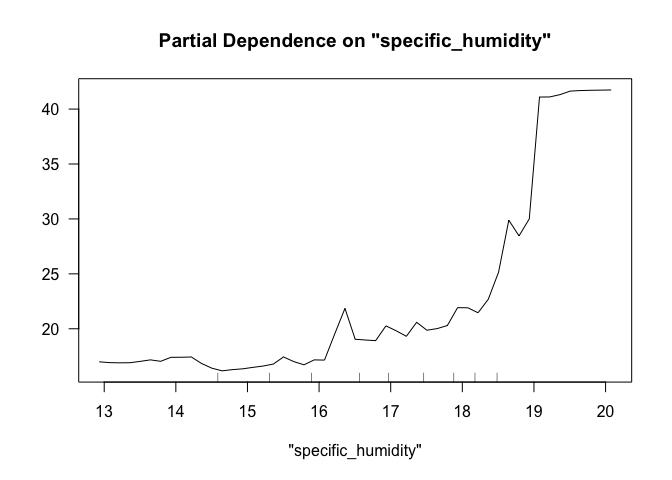 Partial Dependence on "specific_humidity"
40
35
30
25
20
13 14 15 16 17 18 19 20
"specific_humidity"